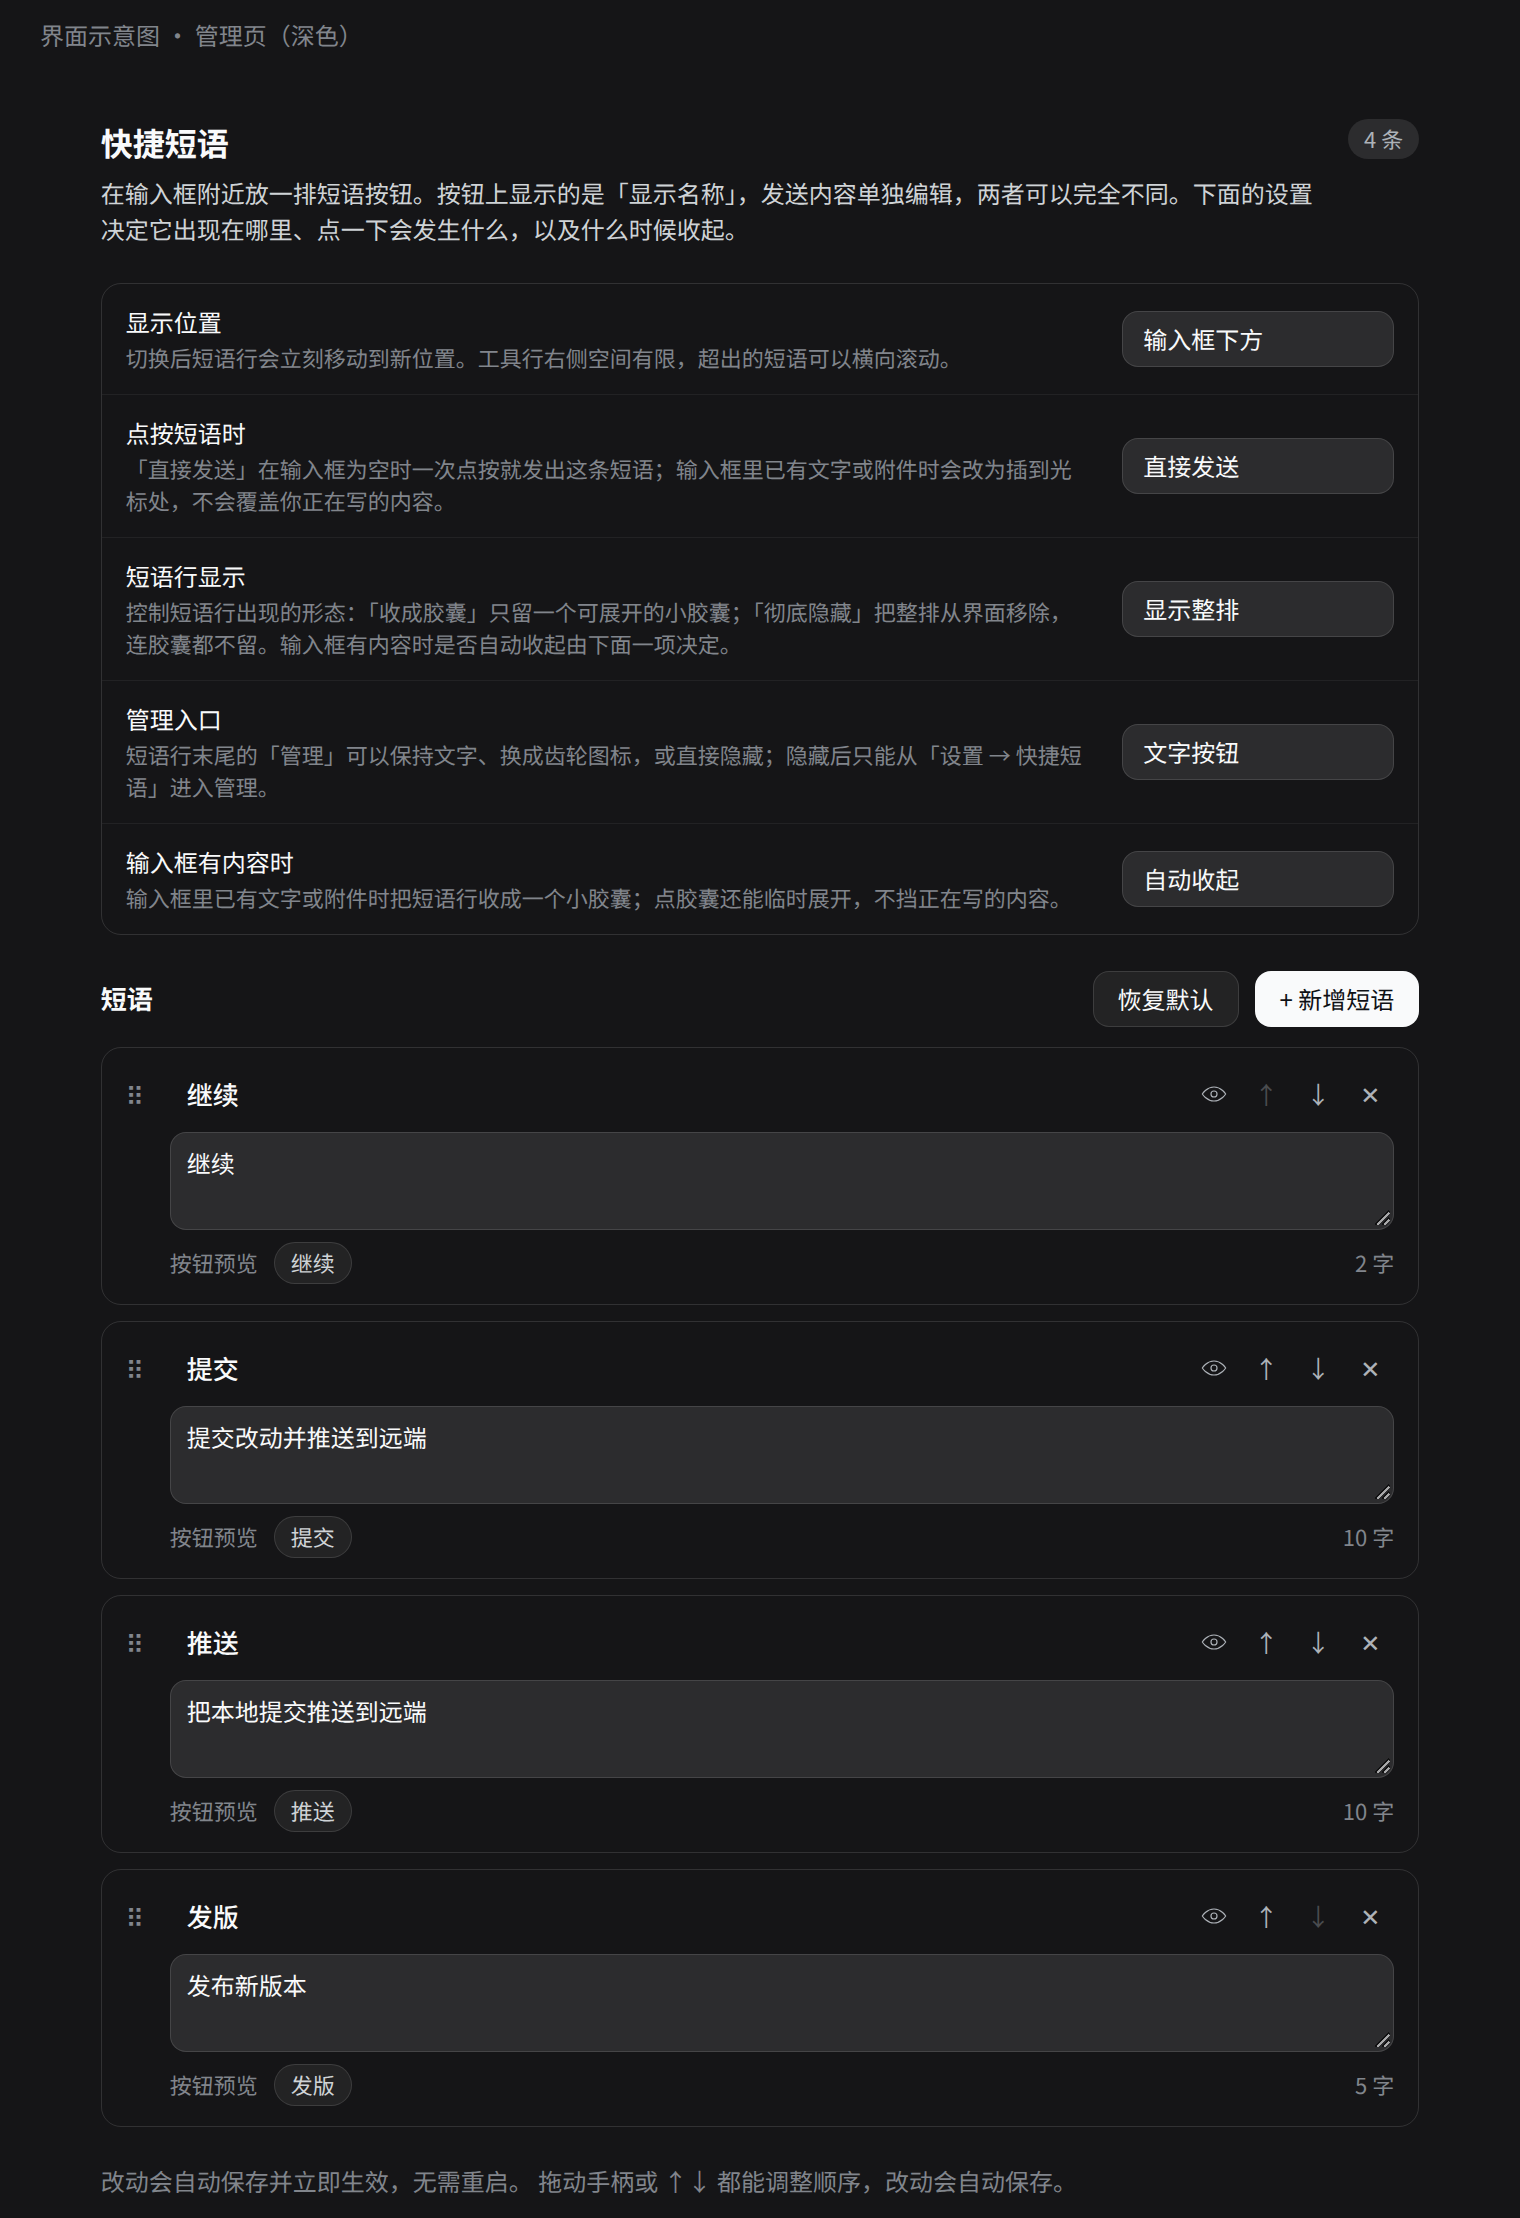 界面示意图 · 管理页（深色）
快捷短语
4 条
在输入框附近放一排短语按钮。按钮上显示的是「显示名称」，发送内容单独编辑，两者可以完全不同。下面的设置
决定它出现在哪里、点一下会发生什么，以及什么时候收起。
显示位置
切换后短语行会立刻移动到新位置。工具行右侧空间有限，超出的短语可以横向滚动。
输入框下方
点按短语时
「直接发送」在输入框为空时一次点按就发出这条短语；输入框里已有文字或附件时会改为插到光
标处，不会覆盖你正在写的内容。
直接发送
短语行显示
控制短语行出现的形态：「收成胶囊」只留一个可展开的小胶囊；「彻底隐藏」把整排从界面移除，
连胶囊都不留。输入框有内容时是否自动收起由下面一项决定。
显示整排
管理入口
短语行末尾的「管理」可以保持文字、换成齿轮图标，或直接隐藏；隐藏后只能从「设置 → 快捷短
语」进入管理。
文字按钮
输入框有内容时
输入框里已有文字或附件时把短语行收成一个小胶囊；点胶囊还能临时展开，不挡正在写的内容。
自动收起
短语
恢复默认
+ 新增短语
继续
继续
按钮预览 继续
2 字
提交
提交改动并推送到远端
按钮预览 提交
10 字
推送
把本地提交推送到远端
按钮预览 推送
10 字
发版
发布新版本
按钮预览 发版
5 字
改动会自动保存并立即生效，无需重启。 拖动手柄或 ↑ ↓ 都能调整顺序，改动会自动保存。